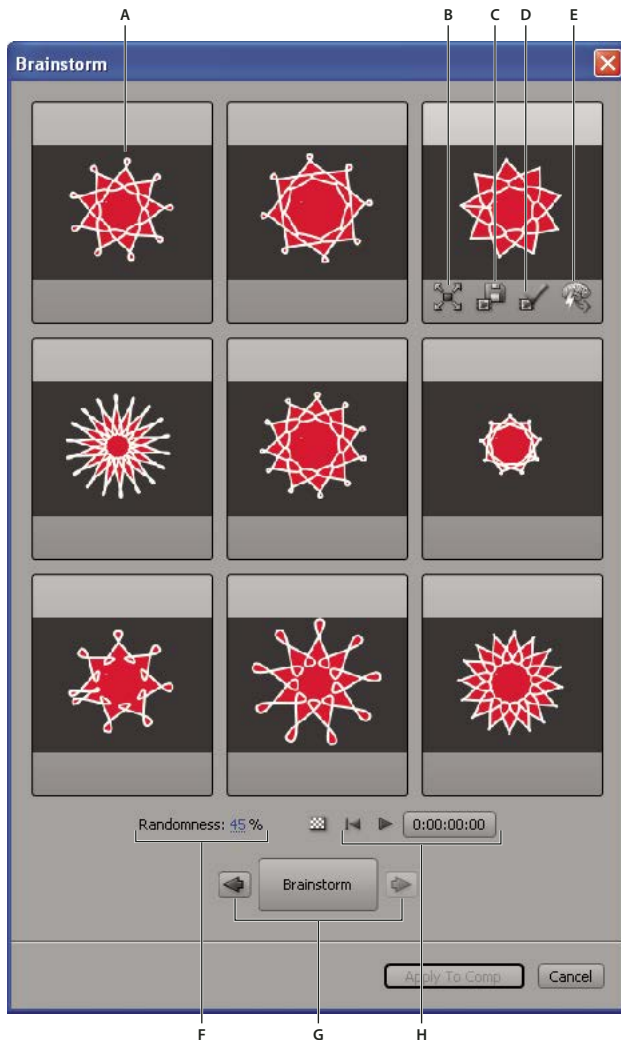 A B C D E
Brainstorm
Randomness: 45 % 0:00:00:00
Brainstorm
Apply To Comp Cancel
F G H